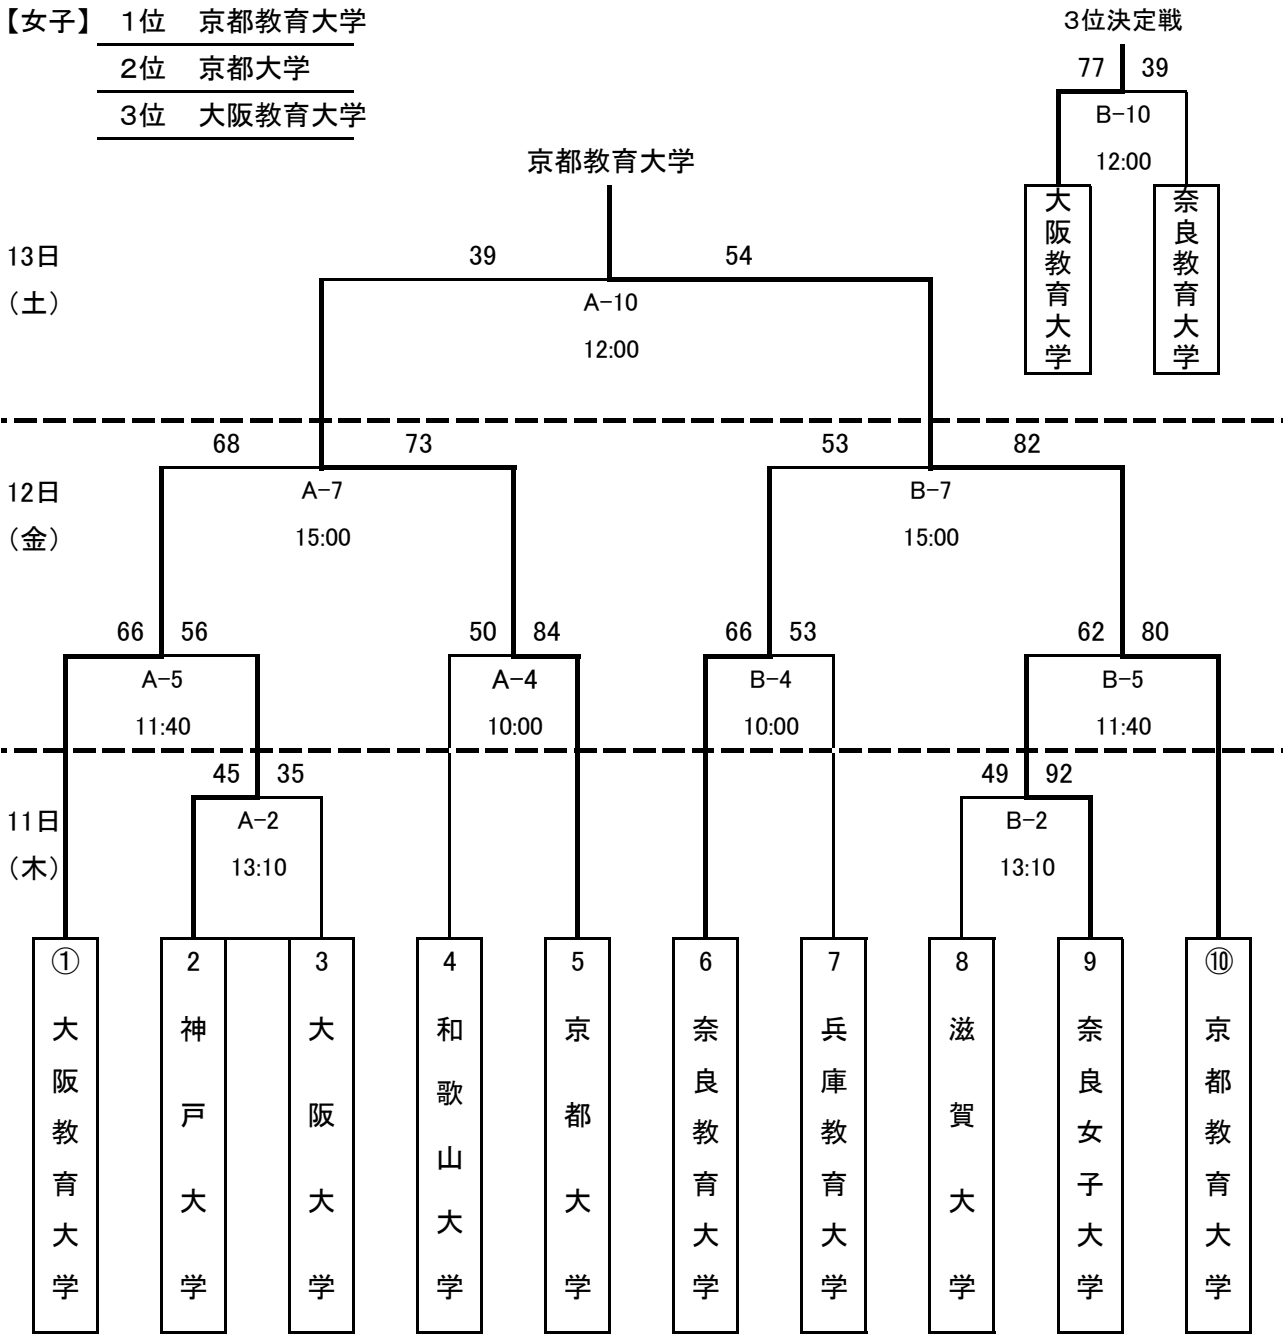 【女子】 1位 京都教育大学
2位 京都大学
3位 大阪教育大学
3位決定戦
77 39
B-10
12:00
大阪教育大学
奈良教育大学
京都教育大学
13日
(土)
39 54
A-10
12:00
12日
(金)
68 73
A-7
15:00
53 82
B-7
15:00
66 56
A-5
11:40
50 84
A-4
10:00
66 53
B-4
10:00
62 80
B-5
11:40
11日
(木)
45 35
A-2
13:10
49 92
B-2
13:10
① 大阪教育大学
2 神戸大学
3 大阪大学
4 和歌山大学
5 京都大学
6 奈良教育大学
7 兵庫教育大学
8 滋賀大学
9 奈良女子大学
⑩ 京都教育大学